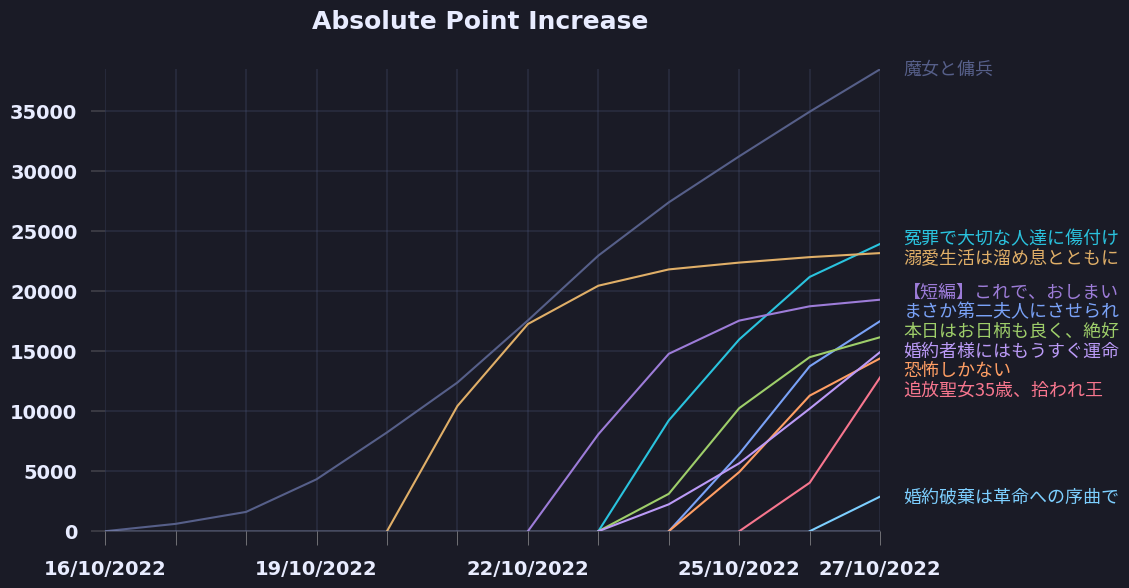 Absolute Point Increase
35000
30000
25000
20000
15000
10000
5000
0
16/10/2022
19/10/2022
22/10/2022
25/10/2022
27/10/2022
魔女と傭兵
冤罪で大切な人達に傷付け
溺愛生活は溜め息とともに
【短編】これで、おしまい
まさか第二夫人にさせられ
本日はお日柄も良く、絶好
婚約者様にはもうすぐ運命
恐怖しかない
追放聖女35歳、拾われ王
婚約破棄は革命への序曲で